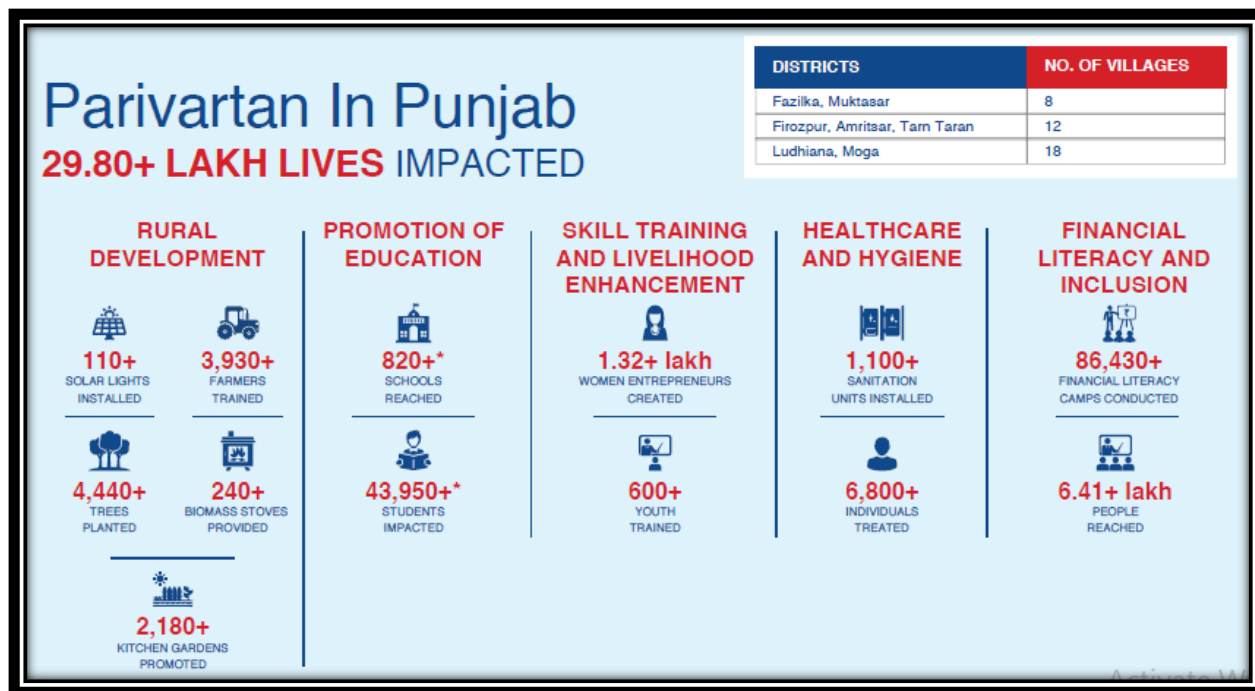 Parivartan In Punjab
29.80+ LAKH LIVES IMPACTED
DISTRICTS NO. OF VILLAGES
Fazilka, Muktasar 8
Firozpur, Amritsar, Tarn Taran 12
Ludhiana, Moga 18
RURAL
DEVELOPMENT
110+
SOLAR LIGHTS
INSTALLED
3,930+
FARMERS
TRAINED
4,440+
TREES
PLANTED
240+
BIOMASS STOVES
PROVIDED
2,180+
KITCHEN GARDENS
PROMOTED
PROMOTION OF
EDUCATION
820+*
SCHOOLS
REACHED
43,950+*
STUDENTS
IMPACTED
SKILL TRAINING
AND LIVELIHOOD
ENHANCEMENT
1.32+ lakh
WOMEN ENTREPRENEURS
CREATED
600+
YOUTH
TRAINED
HEALTHCARE
AND HYGIENE
1,100+
SANITATION
UNITS INSTALLED
6,800+
INDIVIDUALS
TREATED
FINANCIAL
LITERACY AND
INCLUSION
86,430+
FINANCIAL LITERACY
CAMPS CONDUCTED
6.41+ lakh
PEOPLE
REACHED